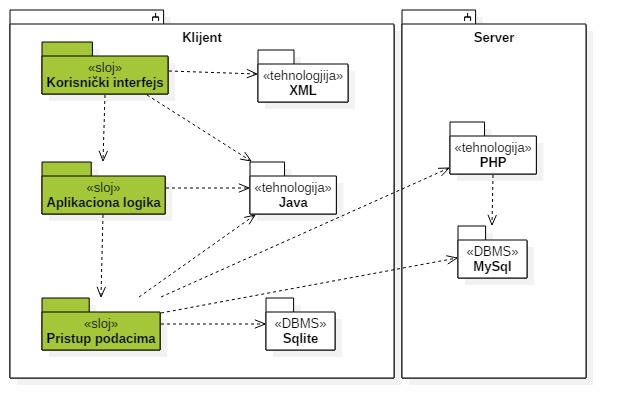 Klijent
Server
«sloj»
Korisnički interfejs
«tehnologjija»
XML
«tehnologija»
PHP
«sloj»
Aplikaciona logika
«tehnologija»
Java
«DBMS»
MySql
«sloj»
Pristup podacima
«DBMS»
Sqlite